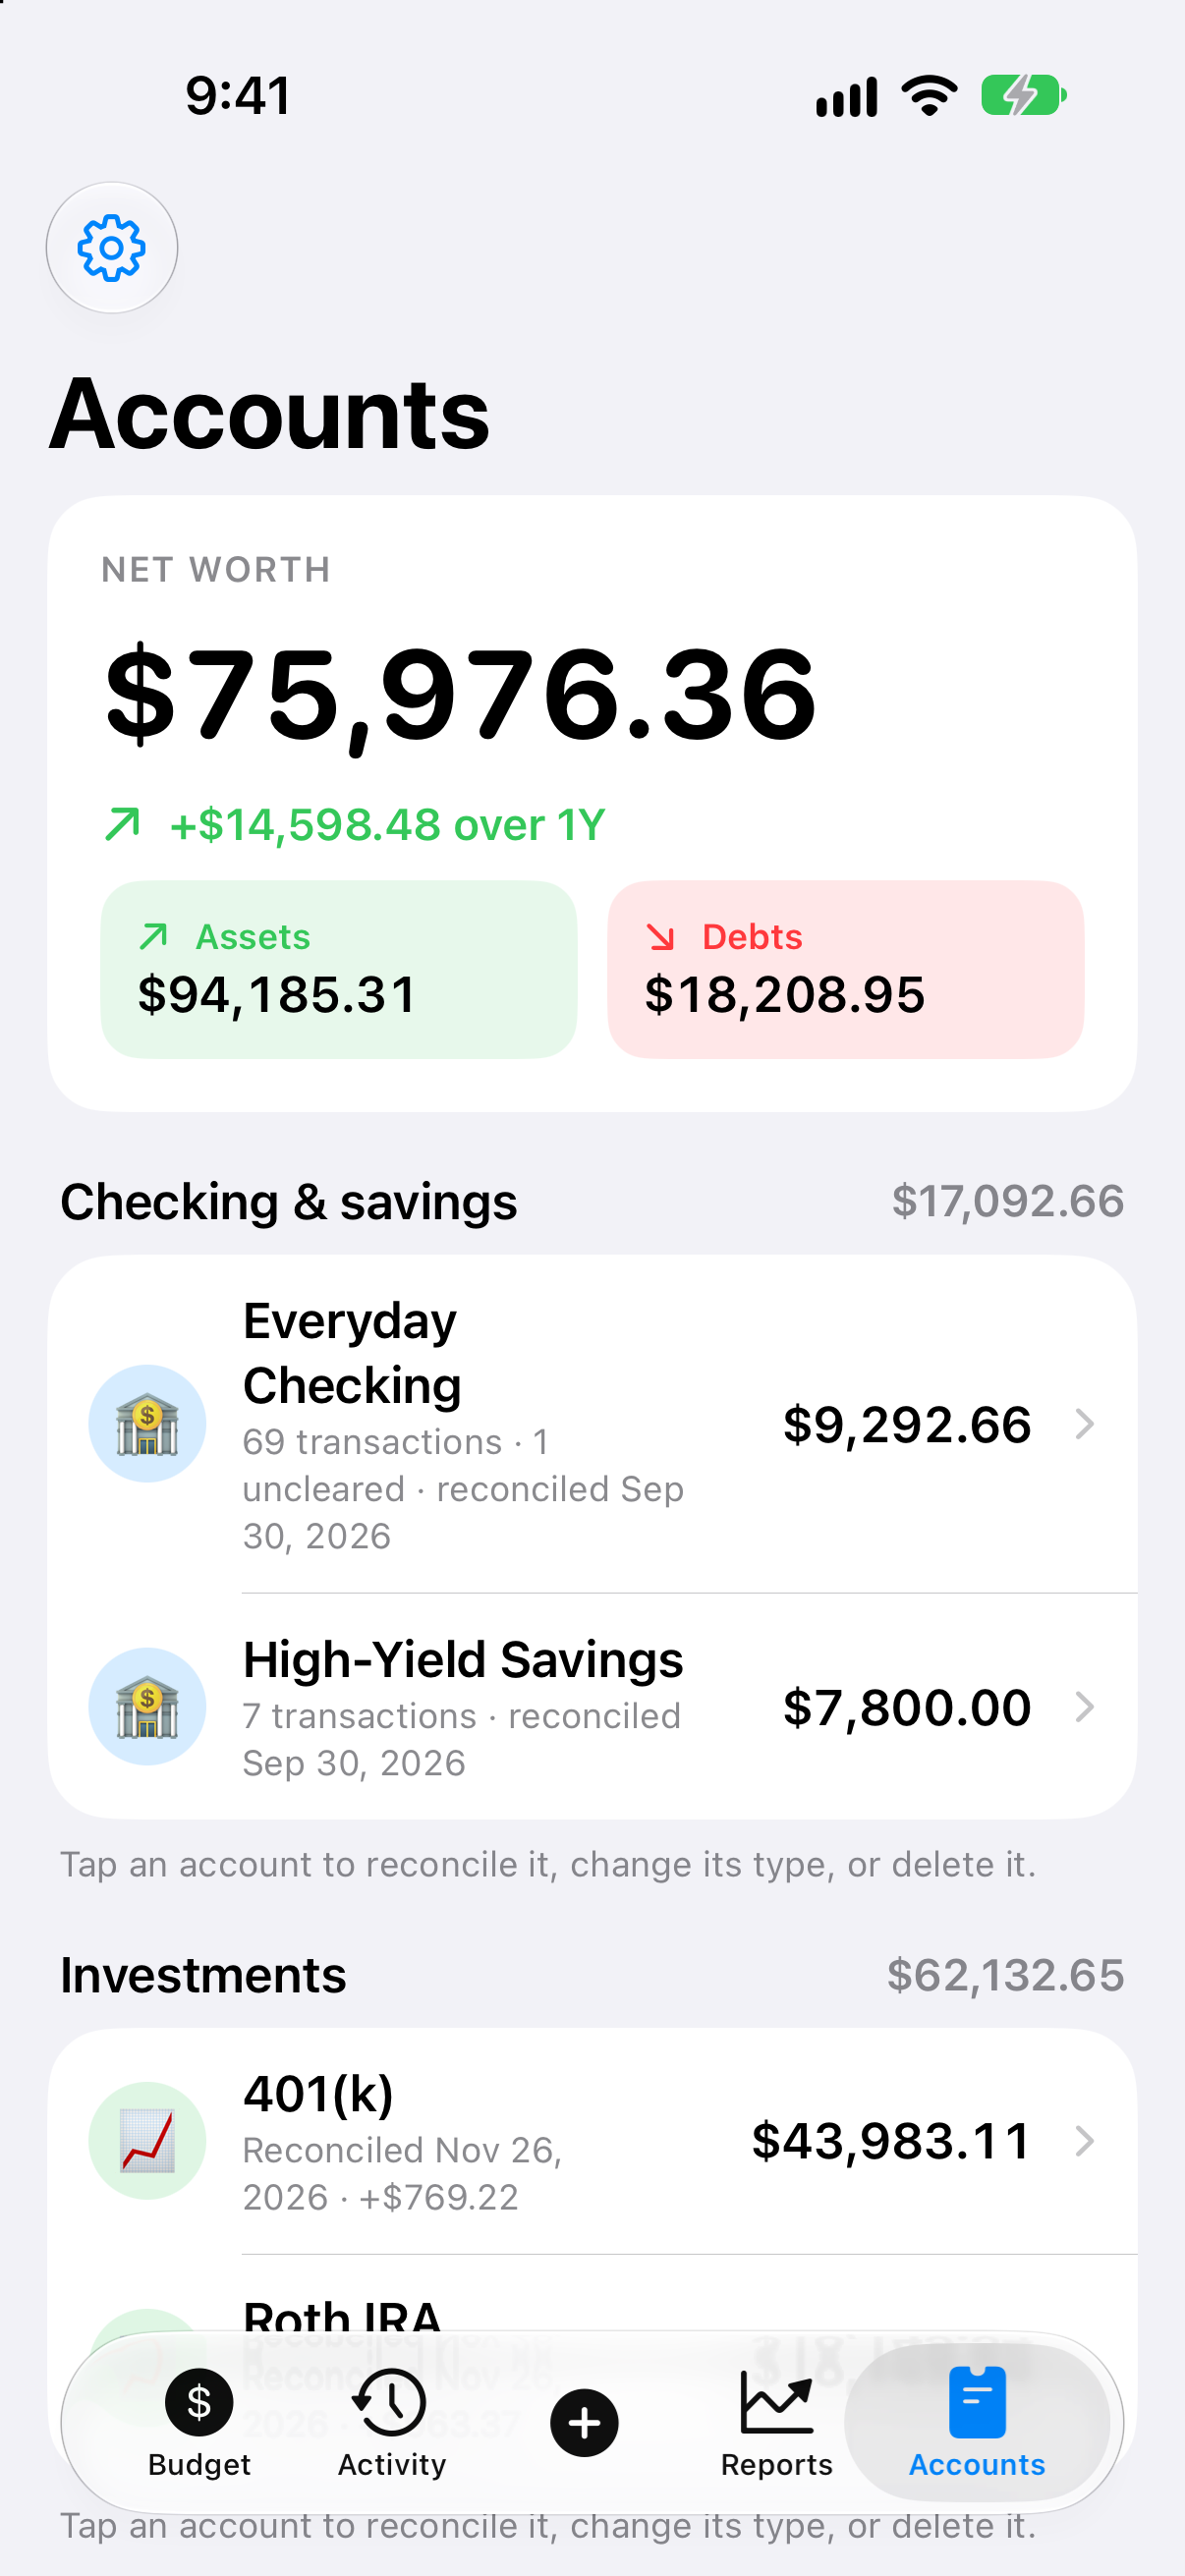 9:41
Accounts
NET WORTH
$75,976.36
+$14,598.48 over 1Y
Assets
$94,185.31
Debts
$18,208.95
Checking & savings
$17,092.66
Everyday
Checking
69 transactions · 1
uncleared · reconciled Sep
30, 2026
$9,292.66
High-Yield Savings
7 transactions · reconciled
Sep 30, 2026
$7,800.00
Tap an account to reconcile it, change its type, or delete it.
Investments
$62,132.65
401(k)
Reconciled Nov 26,
2026 · +$769.22
$43,983.11
Roth IRA
Budget
Activity
Reports
Accounts
Tap an account to reconcile it, change its type, or delete it.